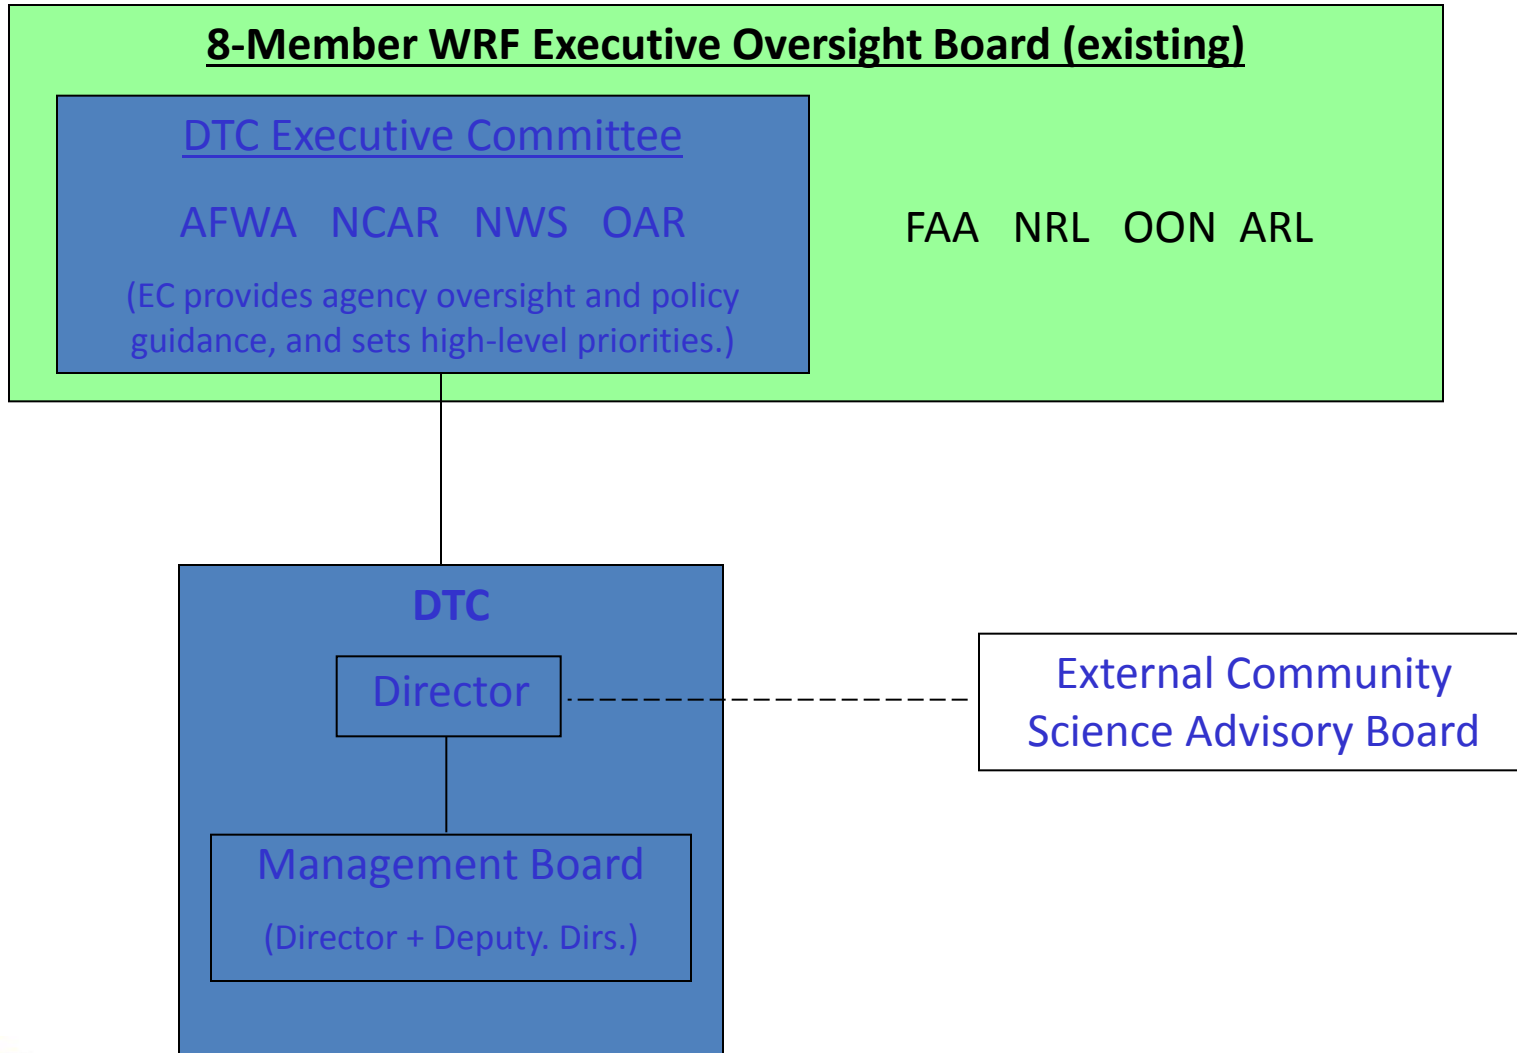 8-Member WRF Executive Oversight Board (existing)
DTC Executive Committee
AFWA NCAR NWS OAR
(EC provides agency oversight and policy
guidance, and sets high-level priorities.)
FAA NRL OON ARL
DTC
Director
External Community
Science Advisory Board
Management Board
(Director + Deputy. Dirs.)